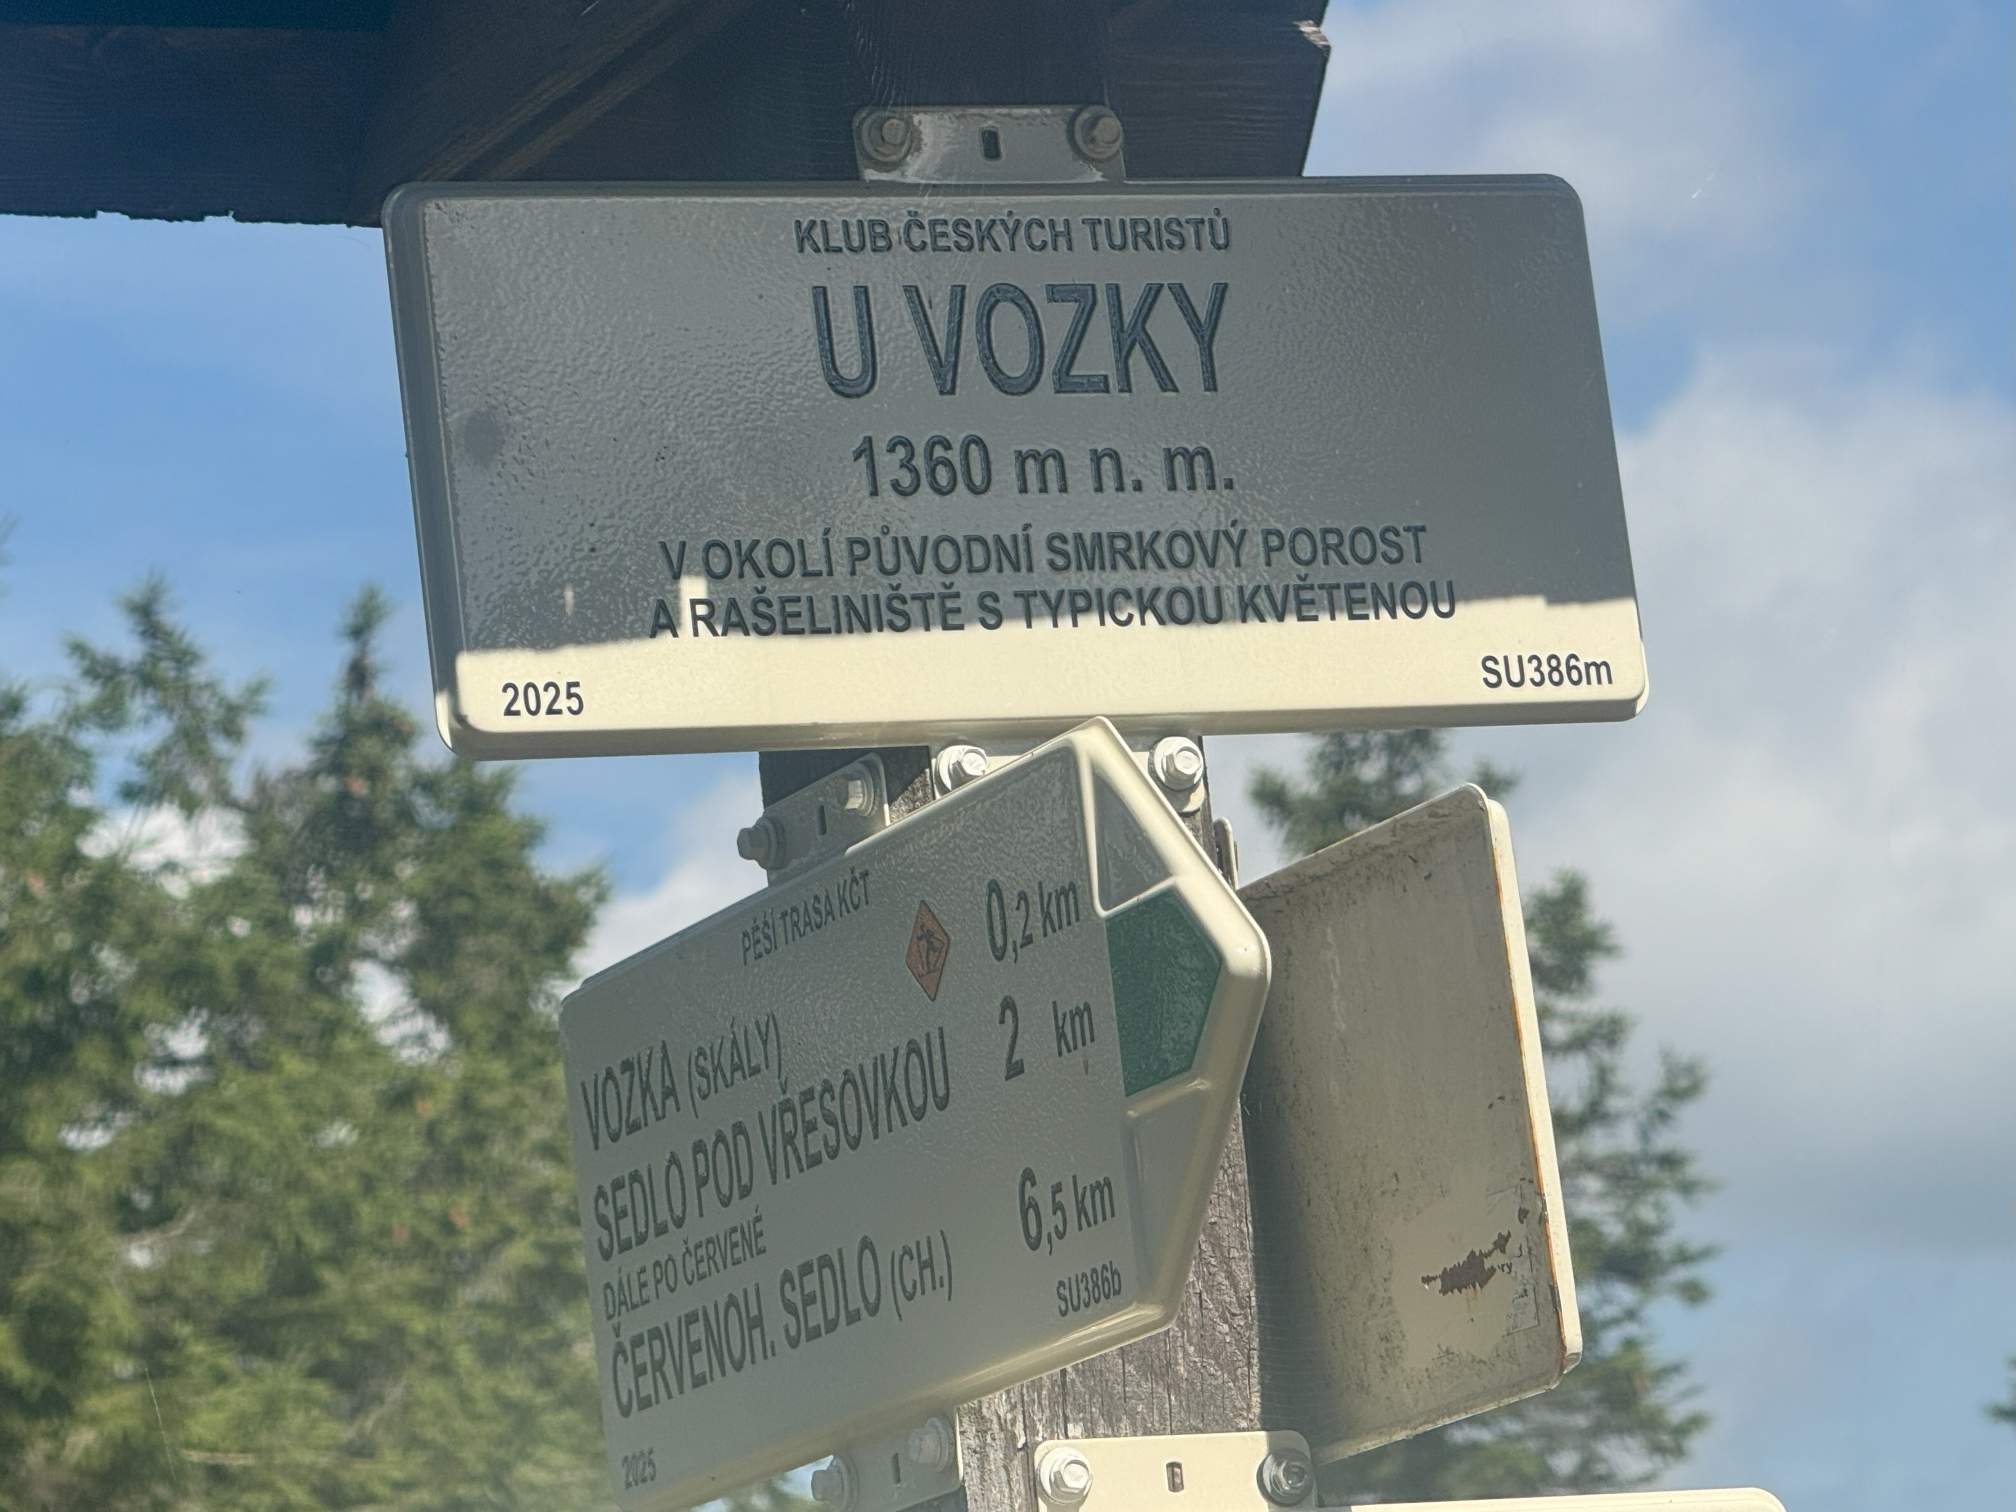 KLUB ČESKÝCH TURISTŮ
U VOZKY
1360 m n. m.
V OKOLÍ PŮVODNÍ SMRKOVÝ POROST
A RAŠELINIŠTĚ S TYPICKOU KVĚTENOU
2025 SU386m
PĚŠÍ TRASA KČT
VOZKA (SKÁLY) 0,2 km
SEDLO POD VŘESOVKOU 2 km
DÁLE PO ČERVENÉ
ČERVENOH. SEDLO (CH.) 6,5 km
2025 SU386b